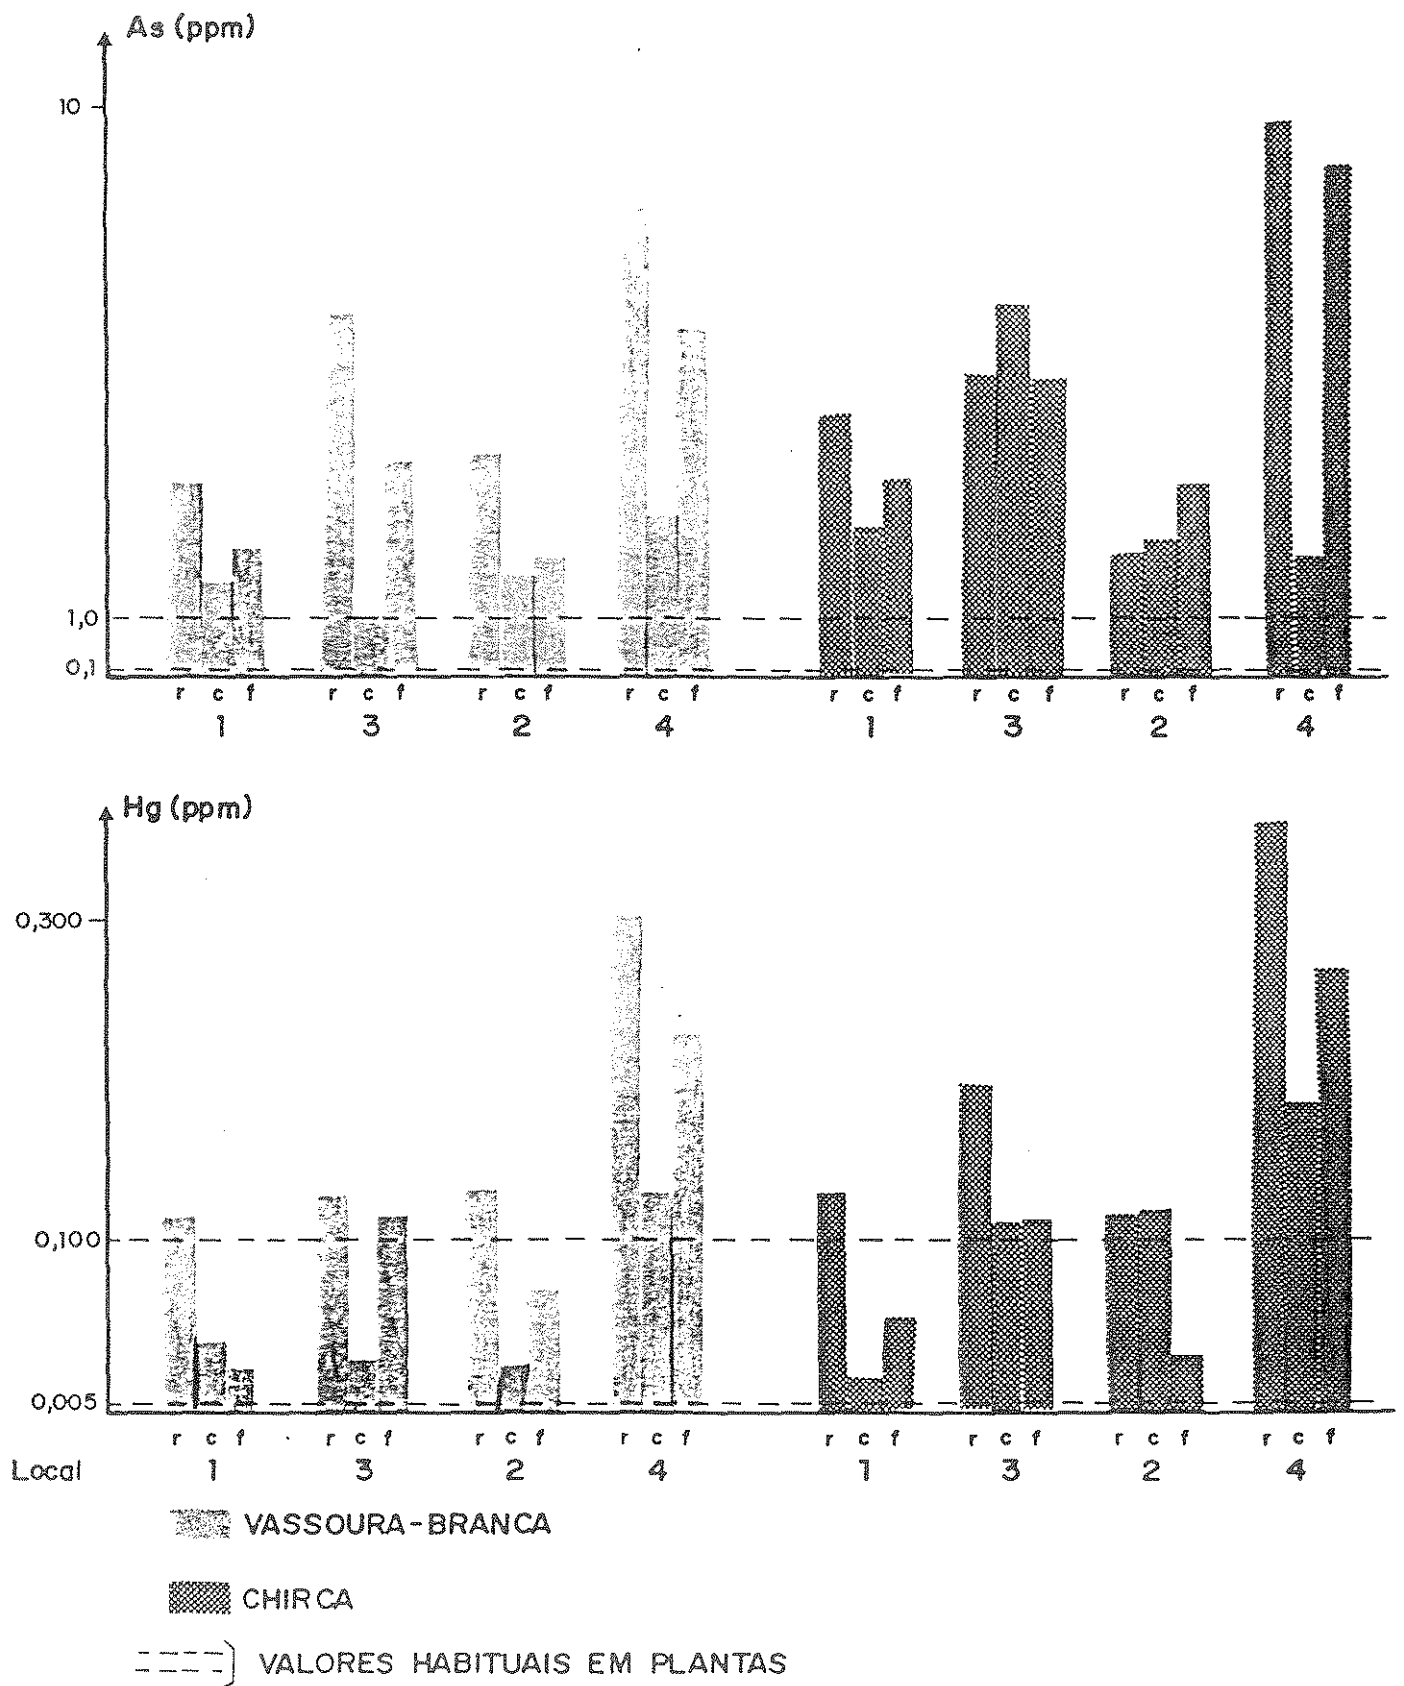 As (ppm)
10
1,0
0,1
r c f r c f r c f r c f r c f r c f r c f r c f
1 3 2 4 1 3 2 4
Hg (ppm)
0,300
0,100
0,005
r c f r c f r c f r c f r c f r c f r c f r c f
Local 1 3 2 4 1 3 2 4
VASSOURA-BRANCA
CHIRCA
VALORES HABITUAIS EM PLANTAS